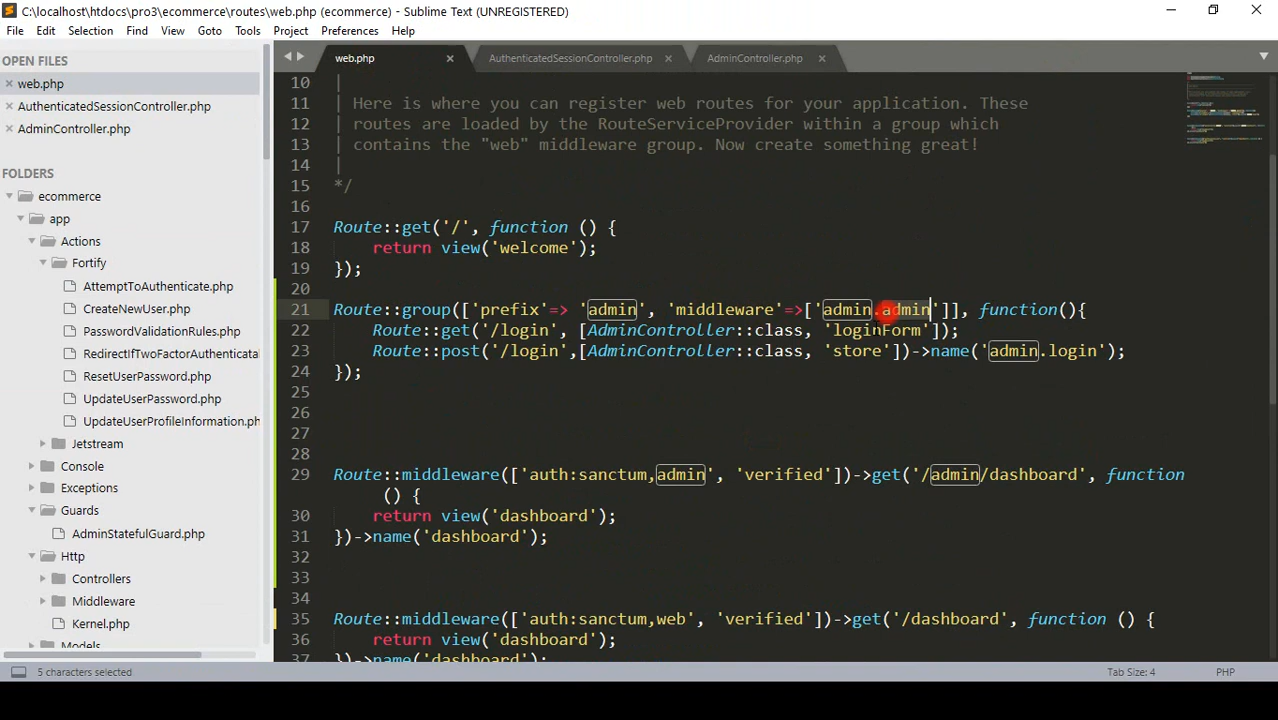 C:\localhost\htdocs\pro3\ecommerce\routes\web.php (ecommerce) - Sublime Text (UNREGISTERED)
File Edit Selection Find View Goto Tools Project Preferences Help
OPEN FILES
web.php
AuthenticatedSessionController.php
AdminController.php
FOLDERS
ecommerce
app
Actions
Fortify
AttemptToAuthenticate.php
CreateNewUser.php
PasswordValidationRules.php
RedirectIfTwoFactorAuthenticata
ResetUserPassword.php
UpdateUserPassword.php
UpdateUserProfileInformation.ph
Jetstream
Console
Exceptions
Guards
AdminStatefulGuard.php
Http
Controllers
Middleware
Kernel.php
Models
web.php AuthenticatedSessionController.php AdminController.php
10 |
11 | Here is where you can register web routes for your application. These
12 | routes are loaded by the RouteServiceProvider within a group which
13 | contains the "web" middleware group. Now create something great!
14 |
15 */
16
17 Route::get('/', function () {
18 return view('welcome');
19 });
20
21 Route::group(['prefix'=> 'admin', 'middleware'=>['admin.admin']], function(){
22 Route::get('/login', [AdminController::class, 'loginForm']);
23 Route::post('/login',[AdminController::class, 'store'])->name('admin.login');
24 });
25
26
27
28
29 Route::middleware(['auth:sanctum,admin', 'verified'])->get('/admin/dashboard', function
() {
30 return view('dashboard');
31 })->name('dashboard');
32
33
34
35 Route::middleware(['auth:sanctum,web', 'verified'])->get('/dashboard', function () {
36 return view('dashboard');
37 })->name('dashboard');
5 characters selected Tab Size: 4 PHP